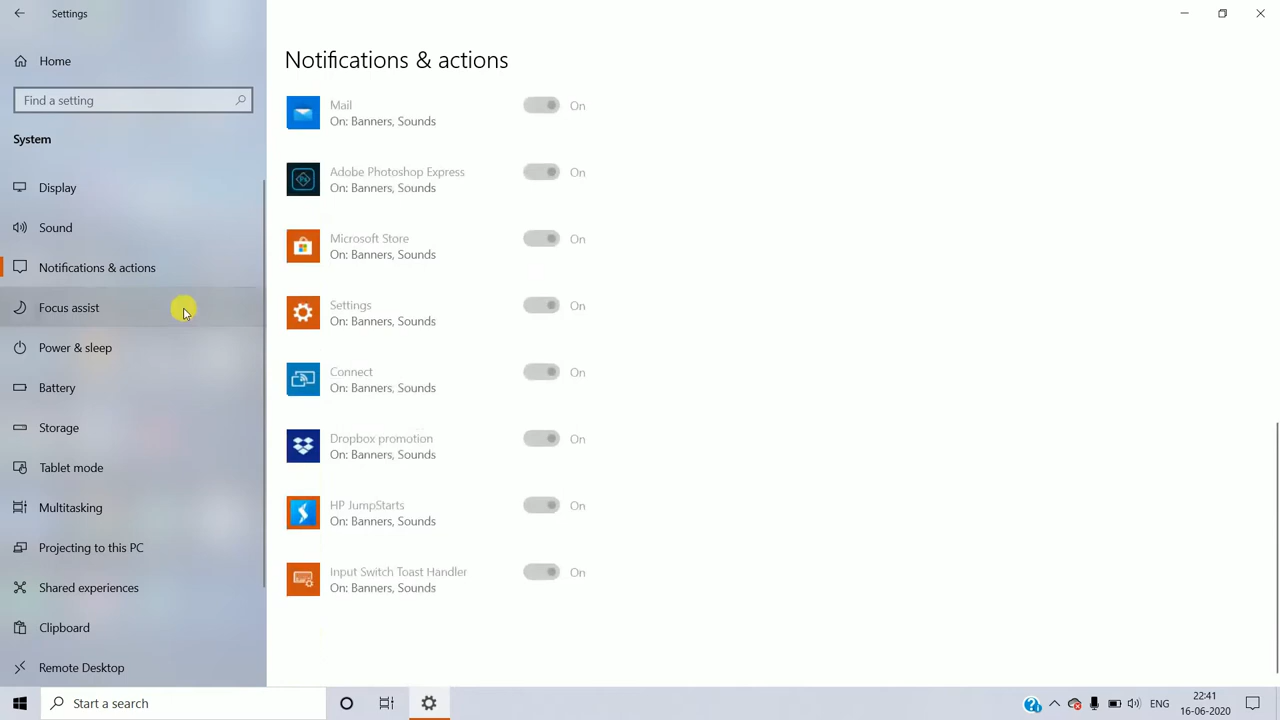 Settings
Home
Find a setting
System
Display
Sound
Notifications & actions
Focus assist
Power & sleep
Battery
Storage
Tablet mode
Multitasking
Projecting to this PC
Shared experiences
Clipboard
Remote Desktop
Notifications & actions
Mail
On: Banners, Sounds
On
Adobe Photoshop Express
On: Banners, Sounds
On
Microsoft Store
On: Banners, Sounds
On
Settings
On: Banners, Sounds
On
Connect
On: Banners, Sounds
On
Dropbox promotion
On: Banners, Sounds
On
HP JumpStarts
On: Banners, Sounds
On
Input Switch Toast Handler
On: Banners, Sounds
On
Start a search
ENG
22:41
16-06-2020